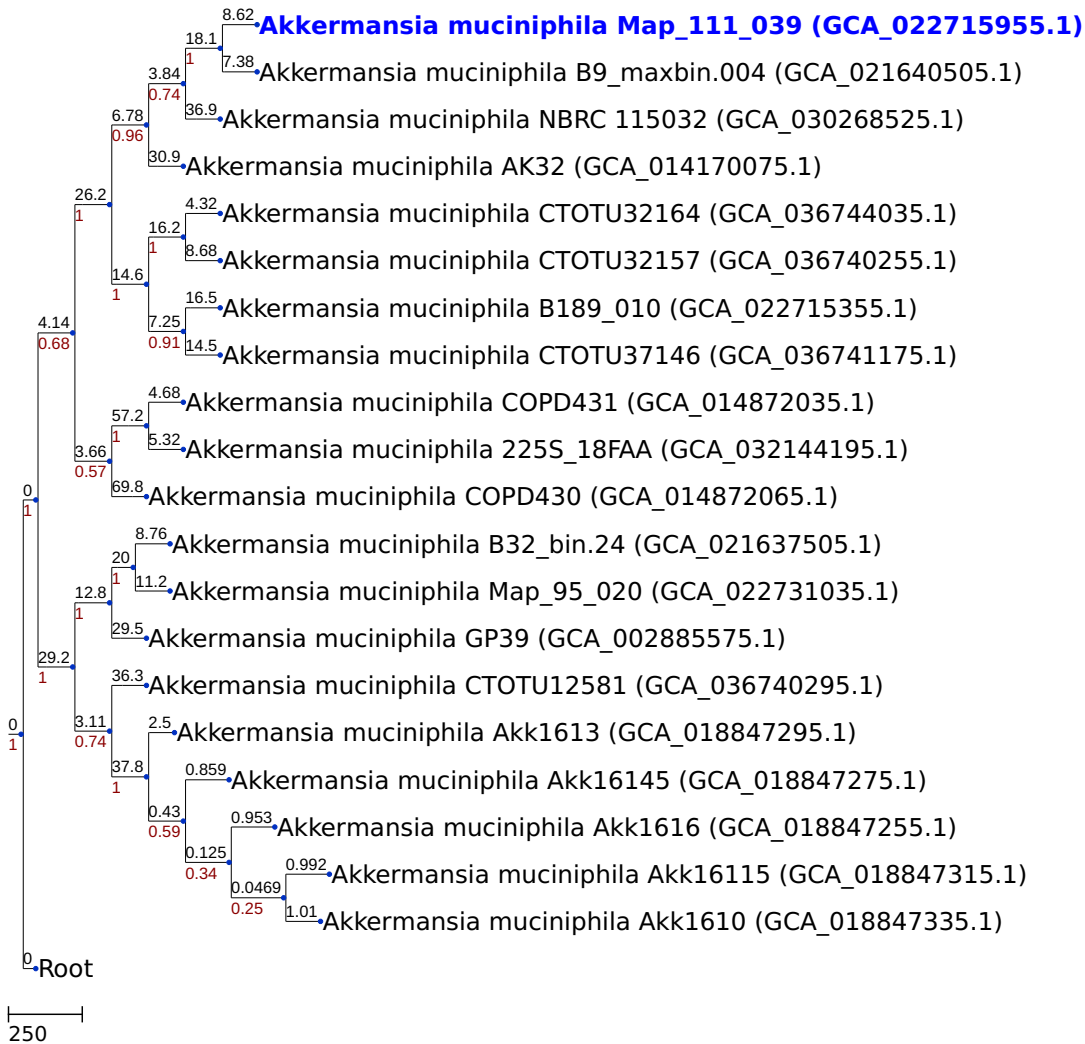 8.62
Akkermansia muciniphila Map_111_039 (GCA_022715955.1)
18.1
1
7.38
Akkermansia muciniphila B9_maxbin.004 (GCA_021640505.1)
3.84
0.74
36.9
Akkermansia muciniphila NBRC 115032 (GCA_030268525.1)
6.78
0.96
30.9
Akkermansia muciniphila AK32 (GCA_014170075.1)
26.2
1
4.32
Akkermansia muciniphila CTOTU32164 (GCA_036744035.1)
16.2
1
8.68
Akkermansia muciniphila CTOTU32157 (GCA_036740255.1)
14.6
1
16.5
Akkermansia muciniphila B189_010 (GCA_022715355.1)
7.25
0.91
14.5
Akkermansia muciniphila CTOTU37146 (GCA_036741175.1)
4.14
0.68
4.68
Akkermansia muciniphila COPD431 (GCA_014872035.1)
57.2
1
5.32
Akkermansia muciniphila 225S_18FAA (GCA_032144195.1)
3.66
0.57
69.8
Akkermansia muciniphila COPD430 (GCA_014872065.1)
0
1
8.76
Akkermansia muciniphila B32_bin.24 (GCA_021637505.1)
20
1
11.2
Akkermansia muciniphila Map_95_020 (GCA_022731035.1)
12.8
1
29.5
Akkermansia muciniphila GP39 (GCA_002885575.1)
29.2
1
36.3
Akkermansia muciniphila CTOTU12581 (GCA_036740295.1)
3.11
0.74
2.5
Akkermansia muciniphila Akk1613 (GCA_018847295.1)
0
1
37.8
1
0.859
Akkermansia muciniphila Akk16145 (GCA_018847275.1)
0.43
0.59
0.953
Akkermansia muciniphila Akk1616 (GCA_018847255.1)
0.125
0.34
0.992
Akkermansia muciniphila Akk16115 (GCA_018847315.1)
0.0469
0.25
1.01
Akkermansia muciniphila Akk1610 (GCA_018847335.1)
0
Root
250